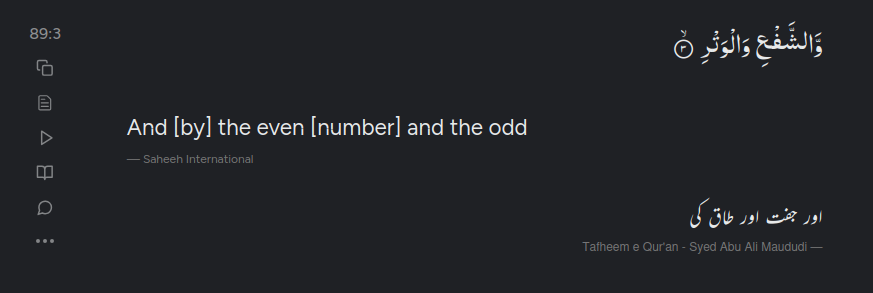 89:3
وَّالشَّفْعِ وَالْوَتْرِ ۙ﴿۳﴾
And [by] the even [number] and the odd
— Saheeh International
اور جفت اور طاق کی
Tafheem e Qur'an - Syed Abu Ali Maududi —